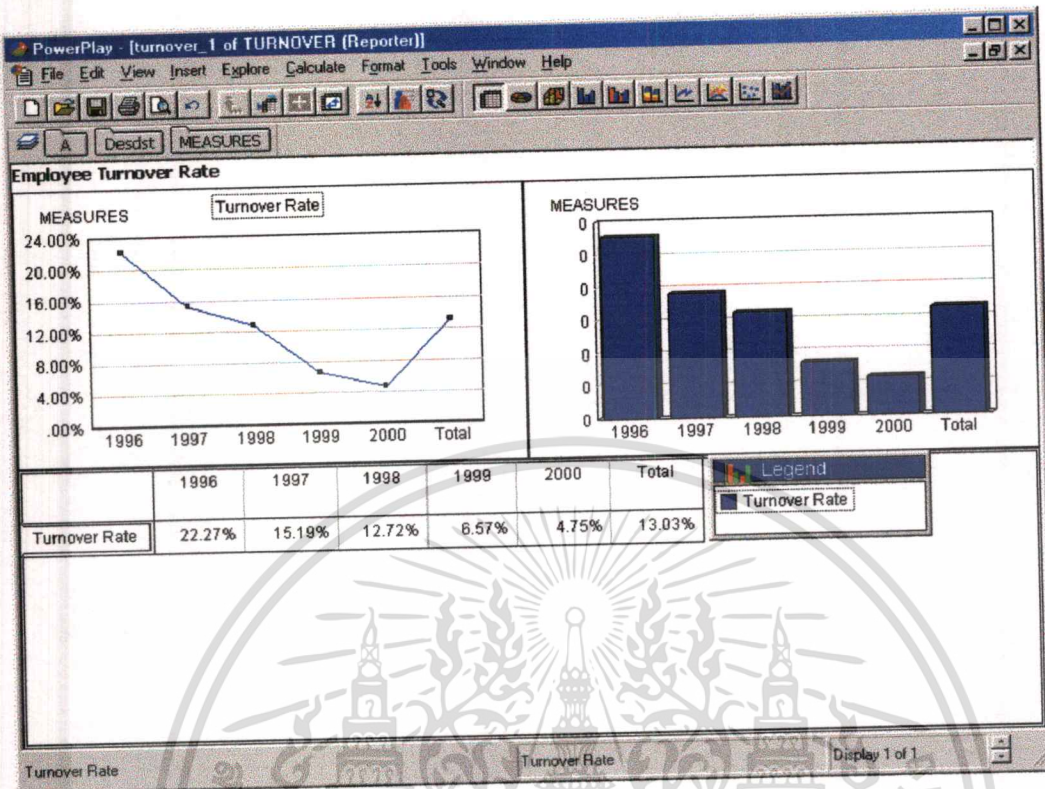 PowerPlay - [turnover_1 of TURNOVER (Reporter)]
File Edit View Insert Explore Calculate Format Tools Window Help
A Desdst MEASURES
Employee Turnover Rate
MEASURES
Turnover Rate
24.00%
20.00%
16.00%
12.00%
8.00%
4.00%
.00%
1996 1997 1998 1999 2000 Total
MEASURES
0
0
0
0
0
0
0
1996 1997 1998 1999 2000 Total
1996 1997 1998 1999 2000 Total
Turnover Rate 22.27% 15.19% 12.72% 6.57% 4.75% 13.03%
Legend
Turnover Rate
Turnover Rate Turnover Rate Display 1 of 1